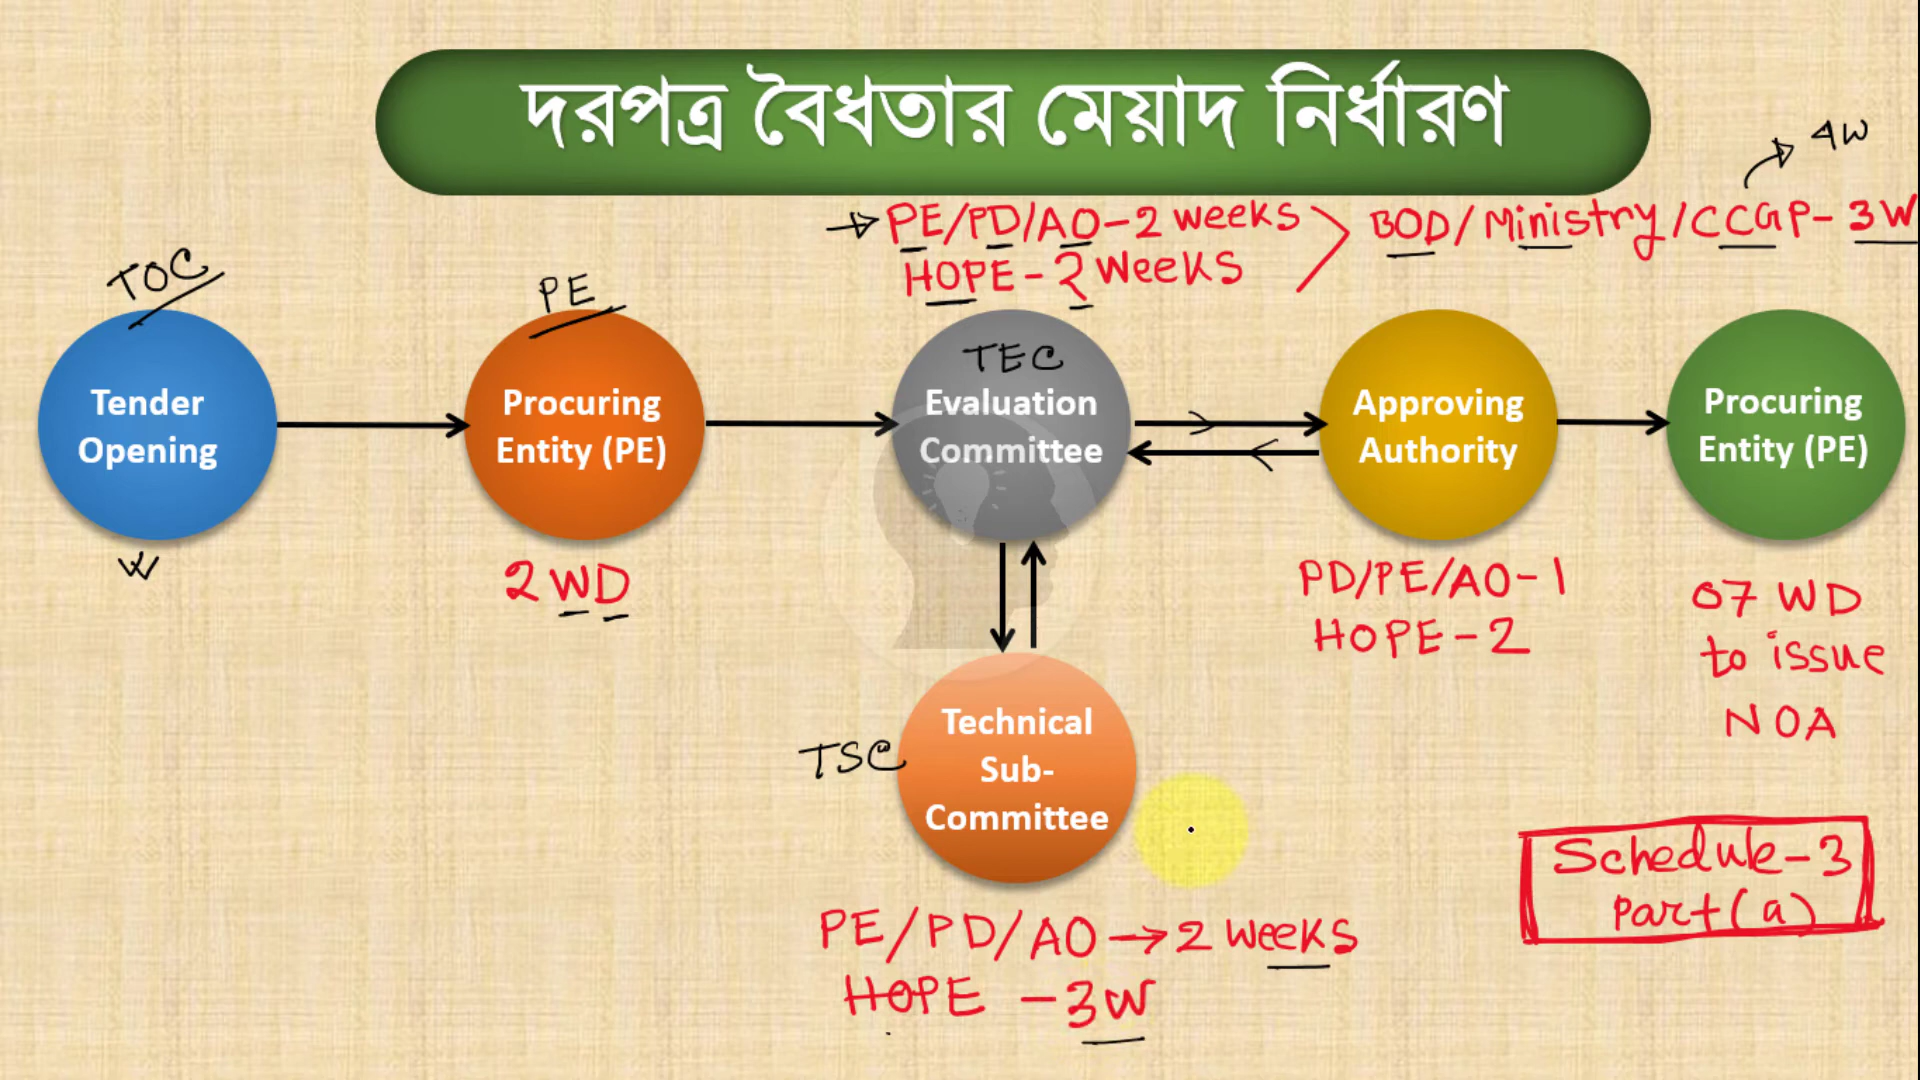 দরপত্র বৈধতার মেয়াদ নির্ধারণ
4W
PE/PD/AO-2 weeks
HOPE-2 weeks
BOD/Ministry/CCGP-3W
TOC
PE
TEC
Tender
Opening
Procuring
Entity (PE)
Evaluation
Committee
Approving
Authority
Procuring
Entity (PE)
W
2 WD
PD/PE/AO-1
HOPE-2
07 WD
to issue
NOA
TSC
Technical
Sub-
Committee
PE/PD/AO→2 weeks
HOPE -3W
Schedule-3
part(a)